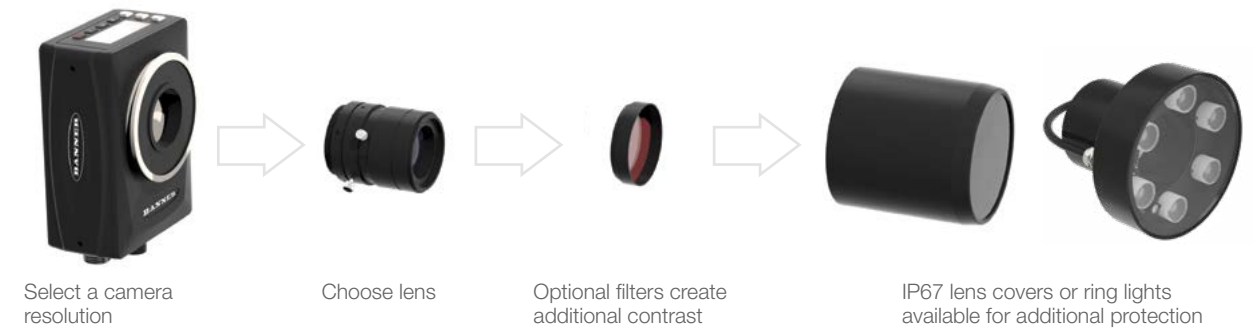 BANNER
BANNER
Select a camera
resolution
Choose lens
Optional filters create
additional contrast
IP67 lens covers or ring lights
available for additional protection